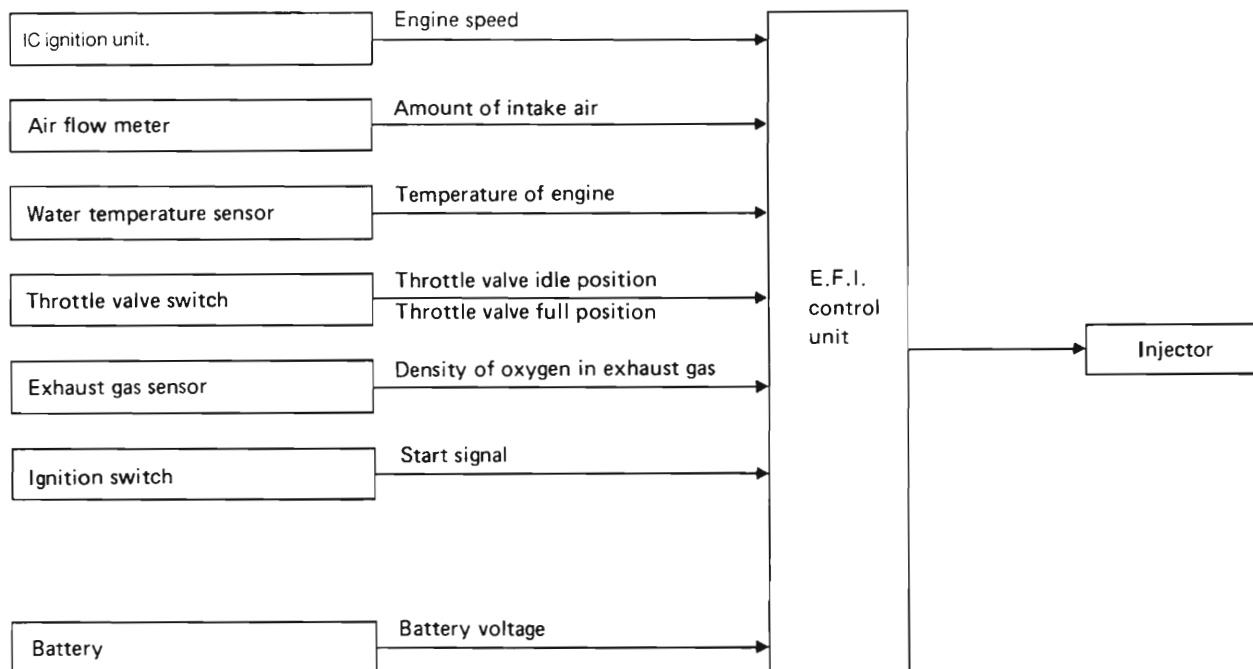 IC ignition unit.
Engine speed
Air flow meter
Amount of intake air
Water temperature sensor
Temperature of engine
Throttle valve switch
Throttle valve idle position
Throttle valve full position
Exhaust gas sensor
Density of oxygen in exhaust gas
Ignition switch
Start signal
Battery
Battery voltage
E.F.I.
control
unit
Injector